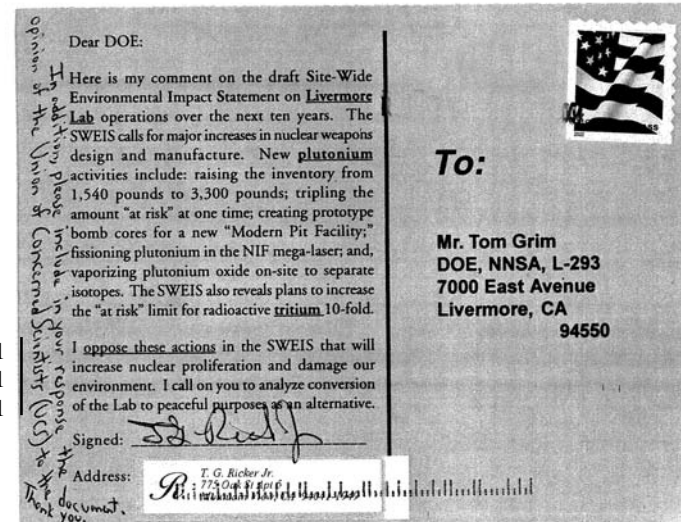 Dear DOE:
Here is my comment on the draft Site-Wide
Environmental Impact Statement on Livermore
Lab operations over the next ten years. The
SWEIS calls for major increases in nuclear weapons
design and manufacture. New plutonium
activities include: raising the inventory from
1,540 pounds to 3,300 pounds; tripling the
amount "at risk" at one time; creating prototype
bomb cores for a new "Modern Pit Facility;"
fissioning plutonium in the NIF mega-laser; and,
vaporizing plutonium oxide on-site to separate
isotopes. The SWEIS also reveals plans to increase
the "at risk" limit for radioactive tritium 10-fold.
I oppose these actions in the SWEIS that will
increase nuclear proliferation and damage our
environment. I call on you to analyze conversion
of the Lab to peaceful purposes as an alternative.
Signed:
Address:
R
T. G. Ricker Jr.
775 Oak St
In addition, please include in your response the
opinion of the Union of Concerned Scientists (UCS) to the document.
Thank you.
To:
Mr. Tom Grim
DOE, NNSA, L-293
7000 East Avenue
Livermore, CA
94550